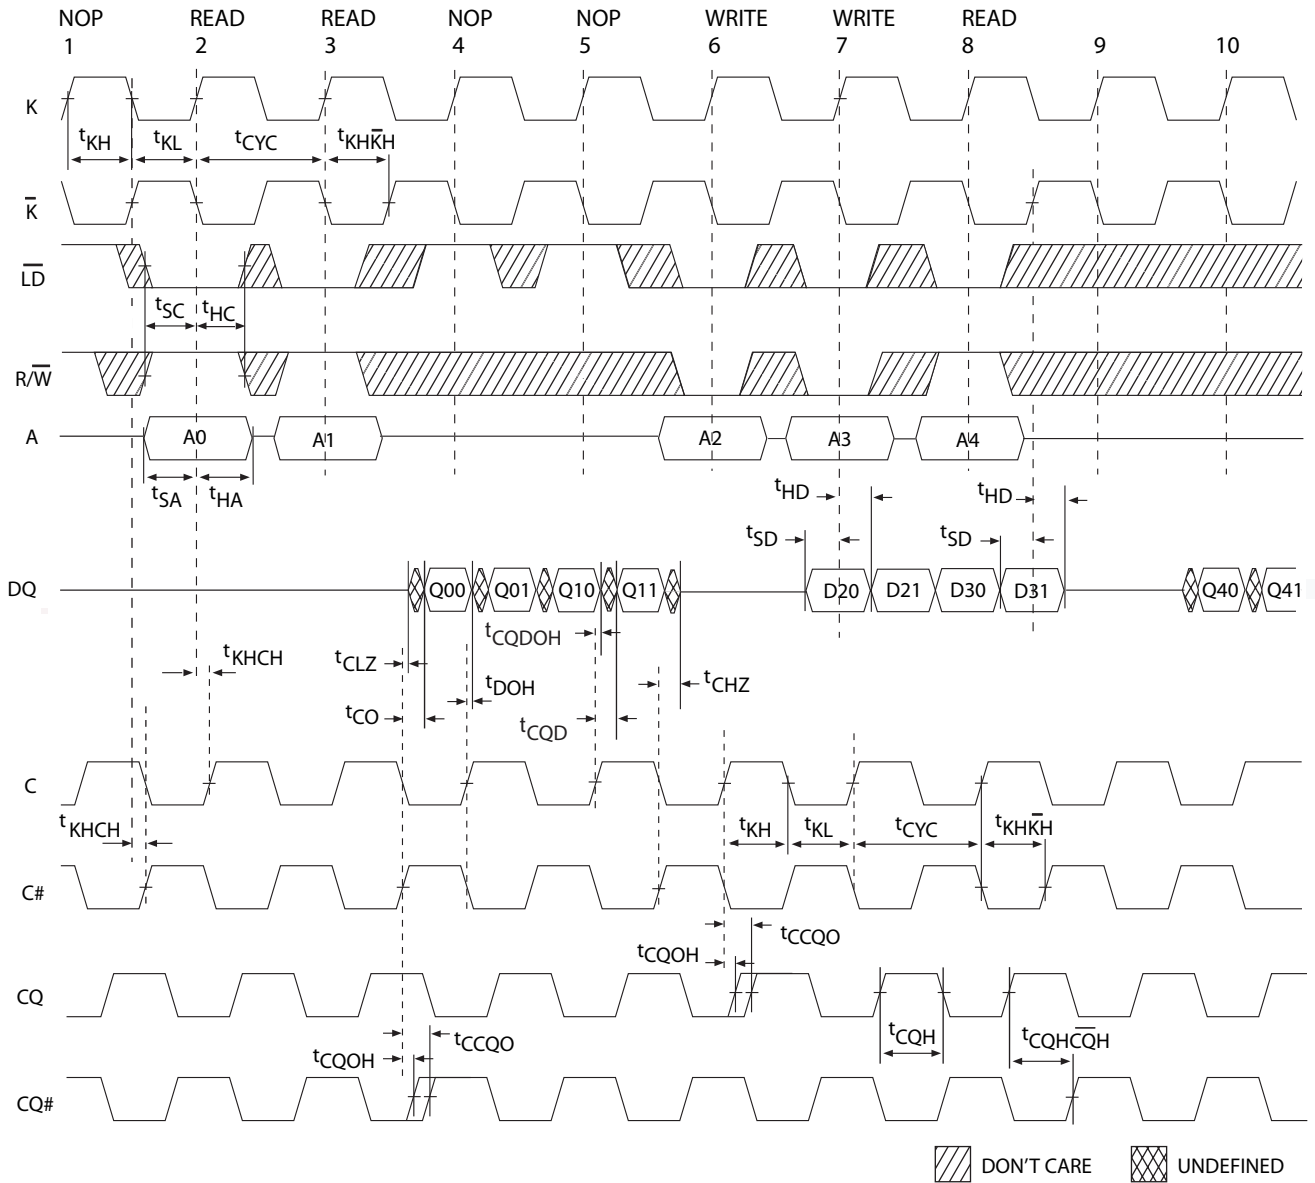 NOP READ READ NOP NOP WRITE WRITE READ
1 2 3 4 5 6 7 8 9 10
K
tKH tKL tCYC tKHK̅H
K̅
L̅D̅
tSC tHC
R/W̅
A A0 A1 A2 A3 A4
tSA tHA tHD tHD
tSD tSD
DQ Q00 Q01 Q10 Q11 D20 D21 D30 D31 Q40 Q41
tCQDOH
tKHCH tCLZ tDOH tCHZ
tCO tCQD
C
tKHCH tKH tKL tCYC tKHK̅H
C#
tCCQO
tCQOH
CQ
tCCQO tCQH tCQHC̅Q̅H
tCQOH
CQ#
DON'T CARE UNDEFINED